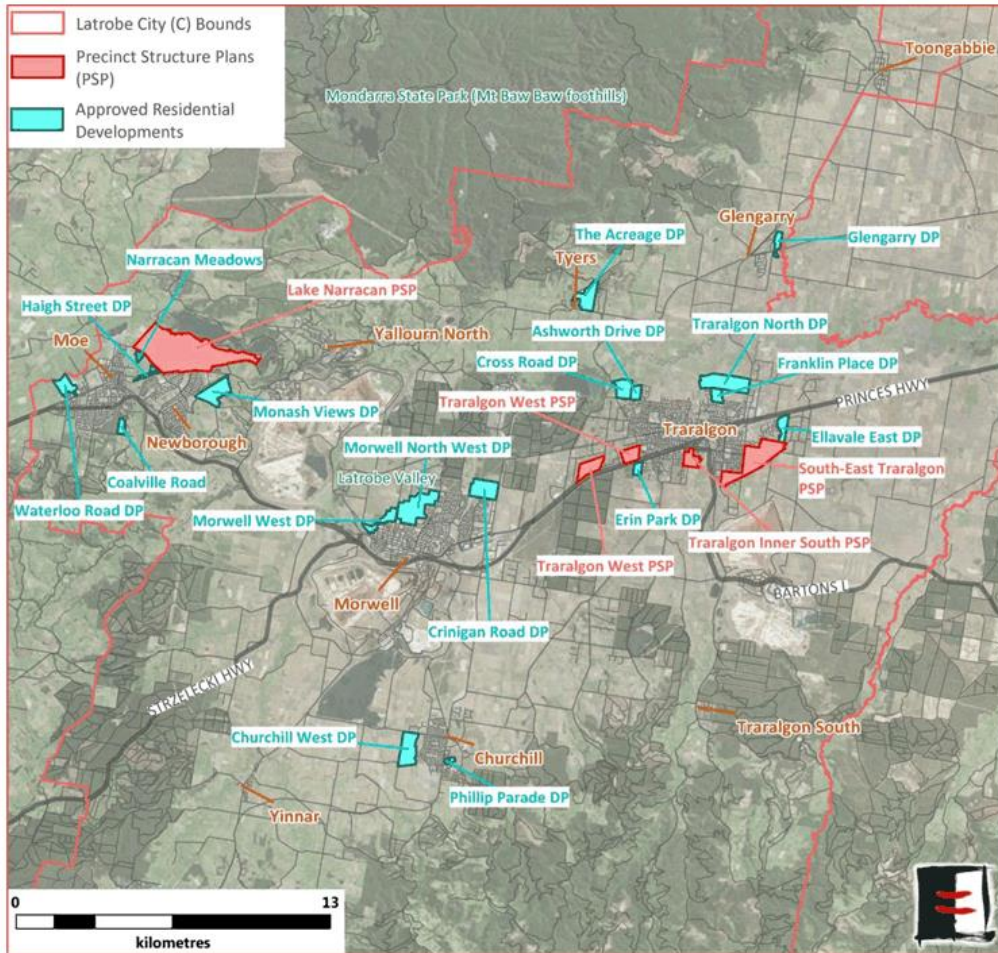 Latrobe City (C) Bounds
Precinct Structure Plans
(PSP)
Approved Residential
Developments
Toongabbie
Mondarra State Park (Mt Baw Baw foothills)
Glengarry
The Acreage DP
Glengarry DP
Narracan Meadows
Tyers
Lake Narracan PSP
Haigh Street DP
Ashworth Drive DP
Traralgon North DP
Moe
Yallourn North
Cross Road DP
Franklin Place DP
Traralgon West PSP
PRINCES HWY
Monash Views DP
Traralgon
Newborough
Morwell North West DP
Ellavale East DP
Latrobe Valley
South-East Traralgon
PSP
Coalville Road
Waterloo Road DP
Morwell West DP
Erin Park DP
Traralgon Inner South PSP
Traralgon West PSP
BARTONS L
Morwell
Crinigan Road DP
STRZELECKI HWY
Traralgon South
Churchill West DP
Churchill
Phillip Parade DP
Yinnar
0 13
kilometres